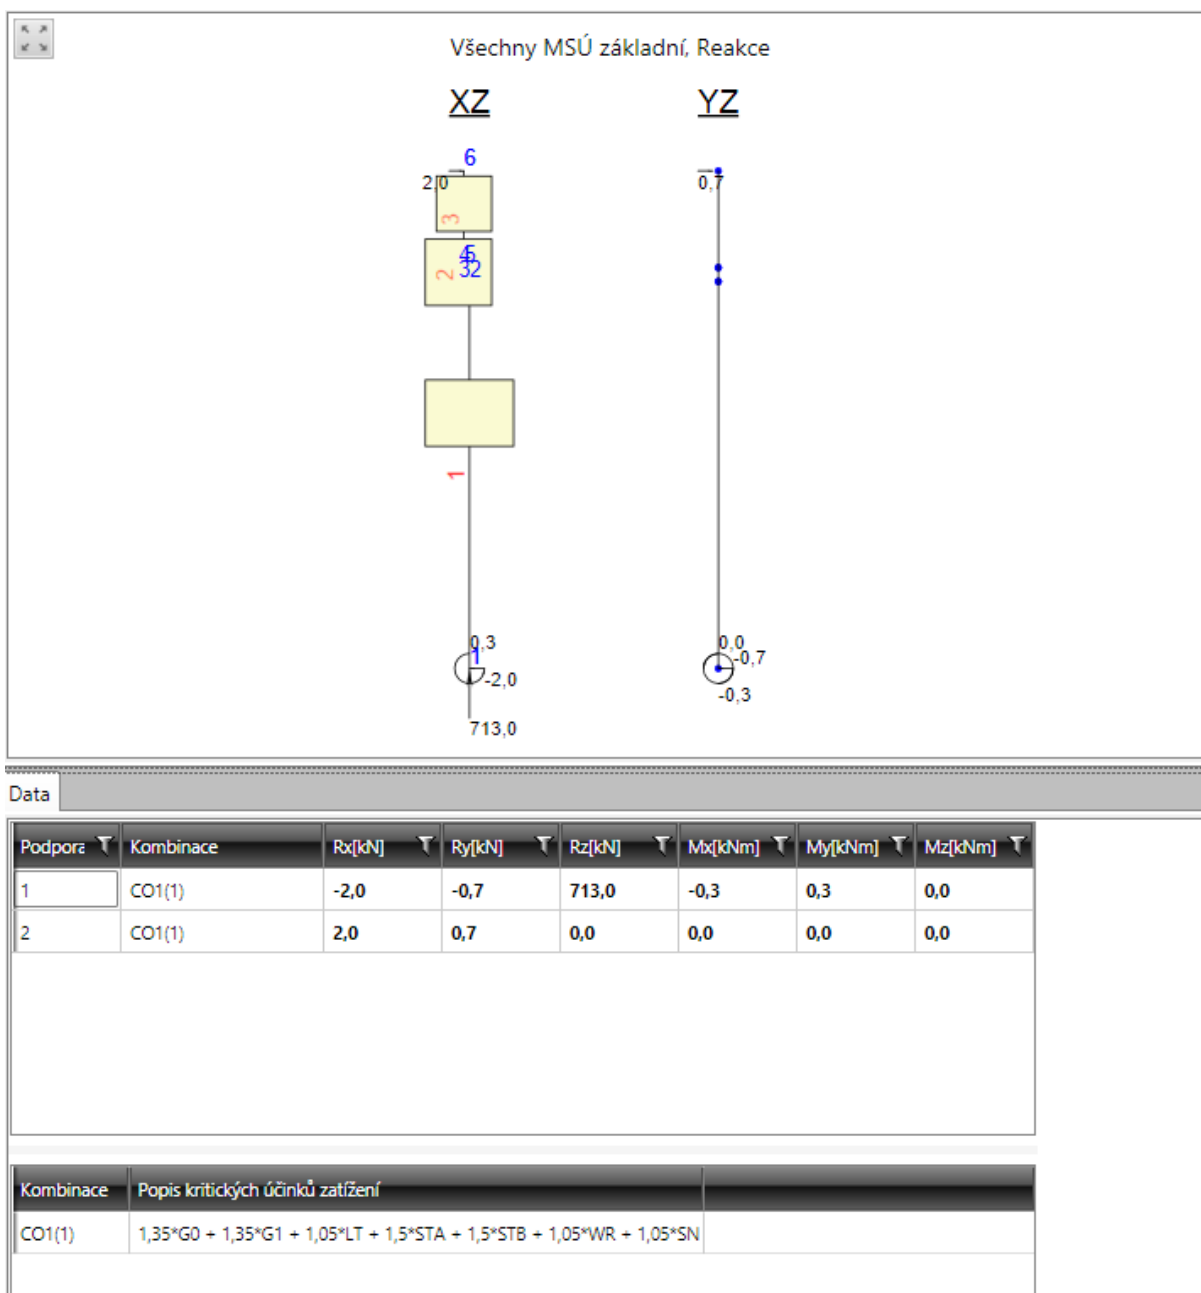 Všechny MSÚ základní, Reakce
XZ YZ
6
2,0 0,7
3
45
2 32
1
0,3 0,0
1 -0,7
-2,0
-0,3
713,0
Data
Podpora Kombinace Rx[kN] Ry[kN] Rz[kN] Mx[kNm] My[kNm] Mz[kNm]
1 CO1(1) -2,0 -0,7 713,0 -0,3 0,3 0,0
2 CO1(1) 2,0 0,7 0,0 0,0 0,0 0,0
Kombinace Popis kritických účinků zatížení
CO1(1) 1,35*G0 + 1,35*G1 + 1,05*LT + 1,5*STA + 1,5*STB + 1,05*WR + 1,05*SN